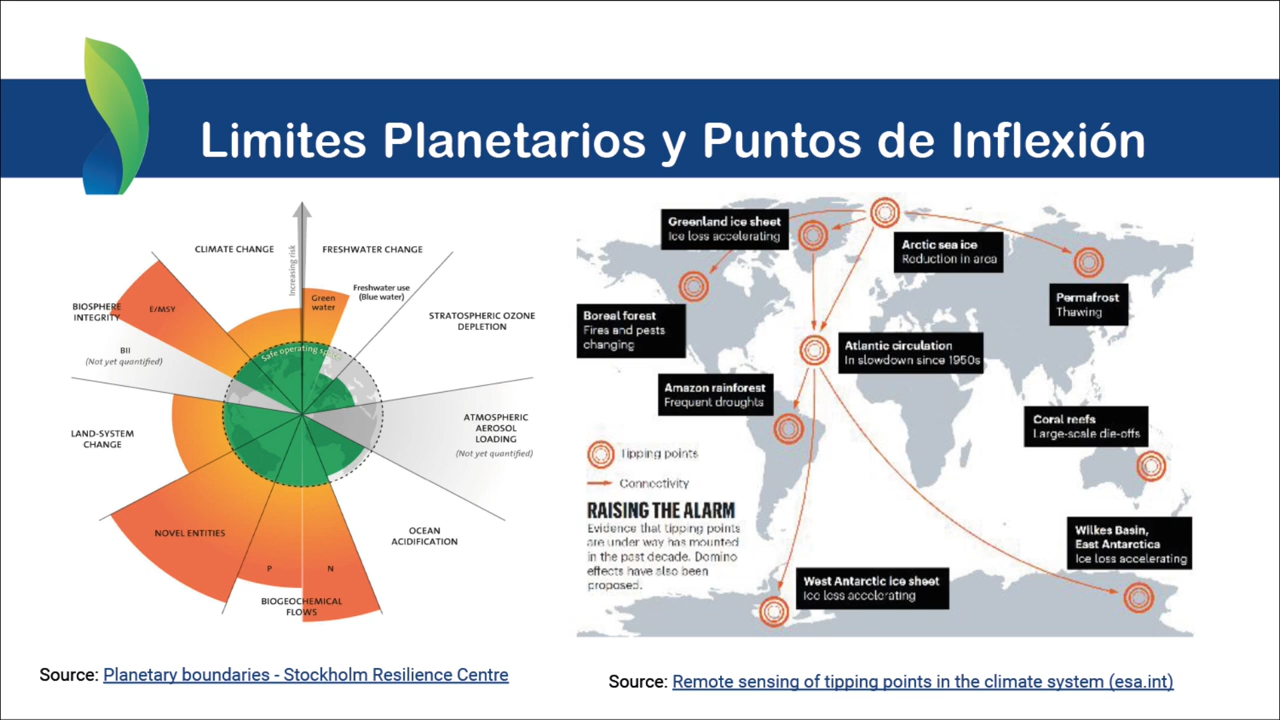 Limites Planetarios y Puntos de Inflexión
Increasing risk
CLIMATE CHANGE
FRESHWATER CHANGE
Green
water
Freshwater use
(Blue water)
STRATOSPHERIC OZONE
DEPLETION
BIOSPHERE
INTEGRITY
E/MSY
BII
(Not yet quantified)
Safe operating
ATMOSPHERIC
AEROSOL
LOADING
(Not yet quantified)
LAND-SYSTEM
CHANGE
OCEAN
ACIDIFICATION
NOVEL ENTITIES
P
N
BIOGEOCHEMICAL
FLOWS
Source: Planetary boundaries - Stockholm Resilience Centre
Greenland ice sheet
Ice loss accelerating
Arctic sea ice
Reduction in area
Permafrost
Thawing
Boreal forest
Fires and pests
changing
Atlantic circulation
In slowdown since 1950s
Amazon rainforest
Frequent droughts
Coral reefs
Large-scale die-offs
Tipping points
Connectivity
RAISING THE ALARM
Evidence that tipping points
are under way has mounted
in the past decade. Domino
effects have also been
proposed.
Wilkes Basin,
East Antarctica
Ice loss accelerating
West Antarctic ice sheet
Ice loss accelerating
Source: Remote sensing of tipping points in the climate system (esa.int)